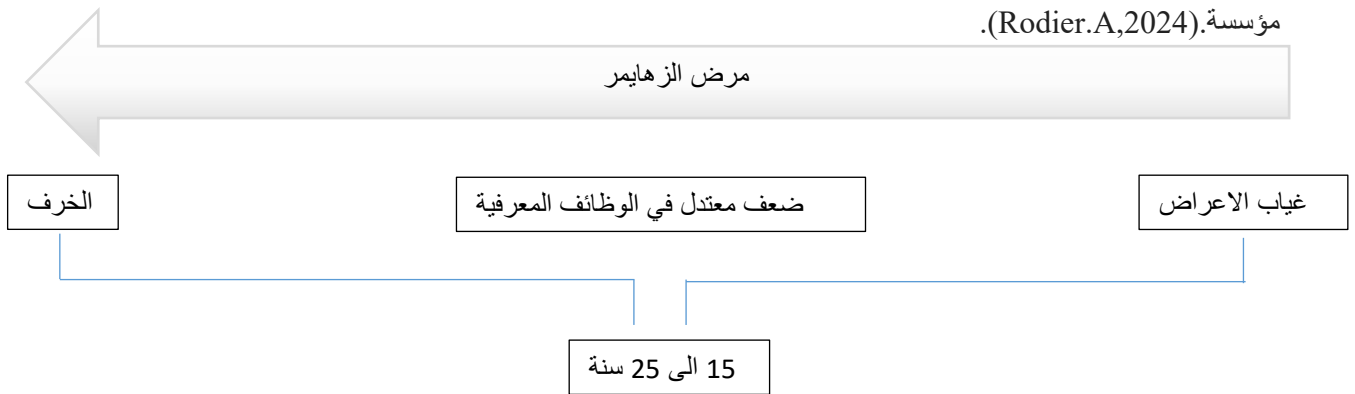 مؤسسة.(Rodier.A,2024).
مرض الزهايمر
غياب الاعراض
ضعف معتدل في الوظائف المعرفية
الخرف
15 الى 25 سنة